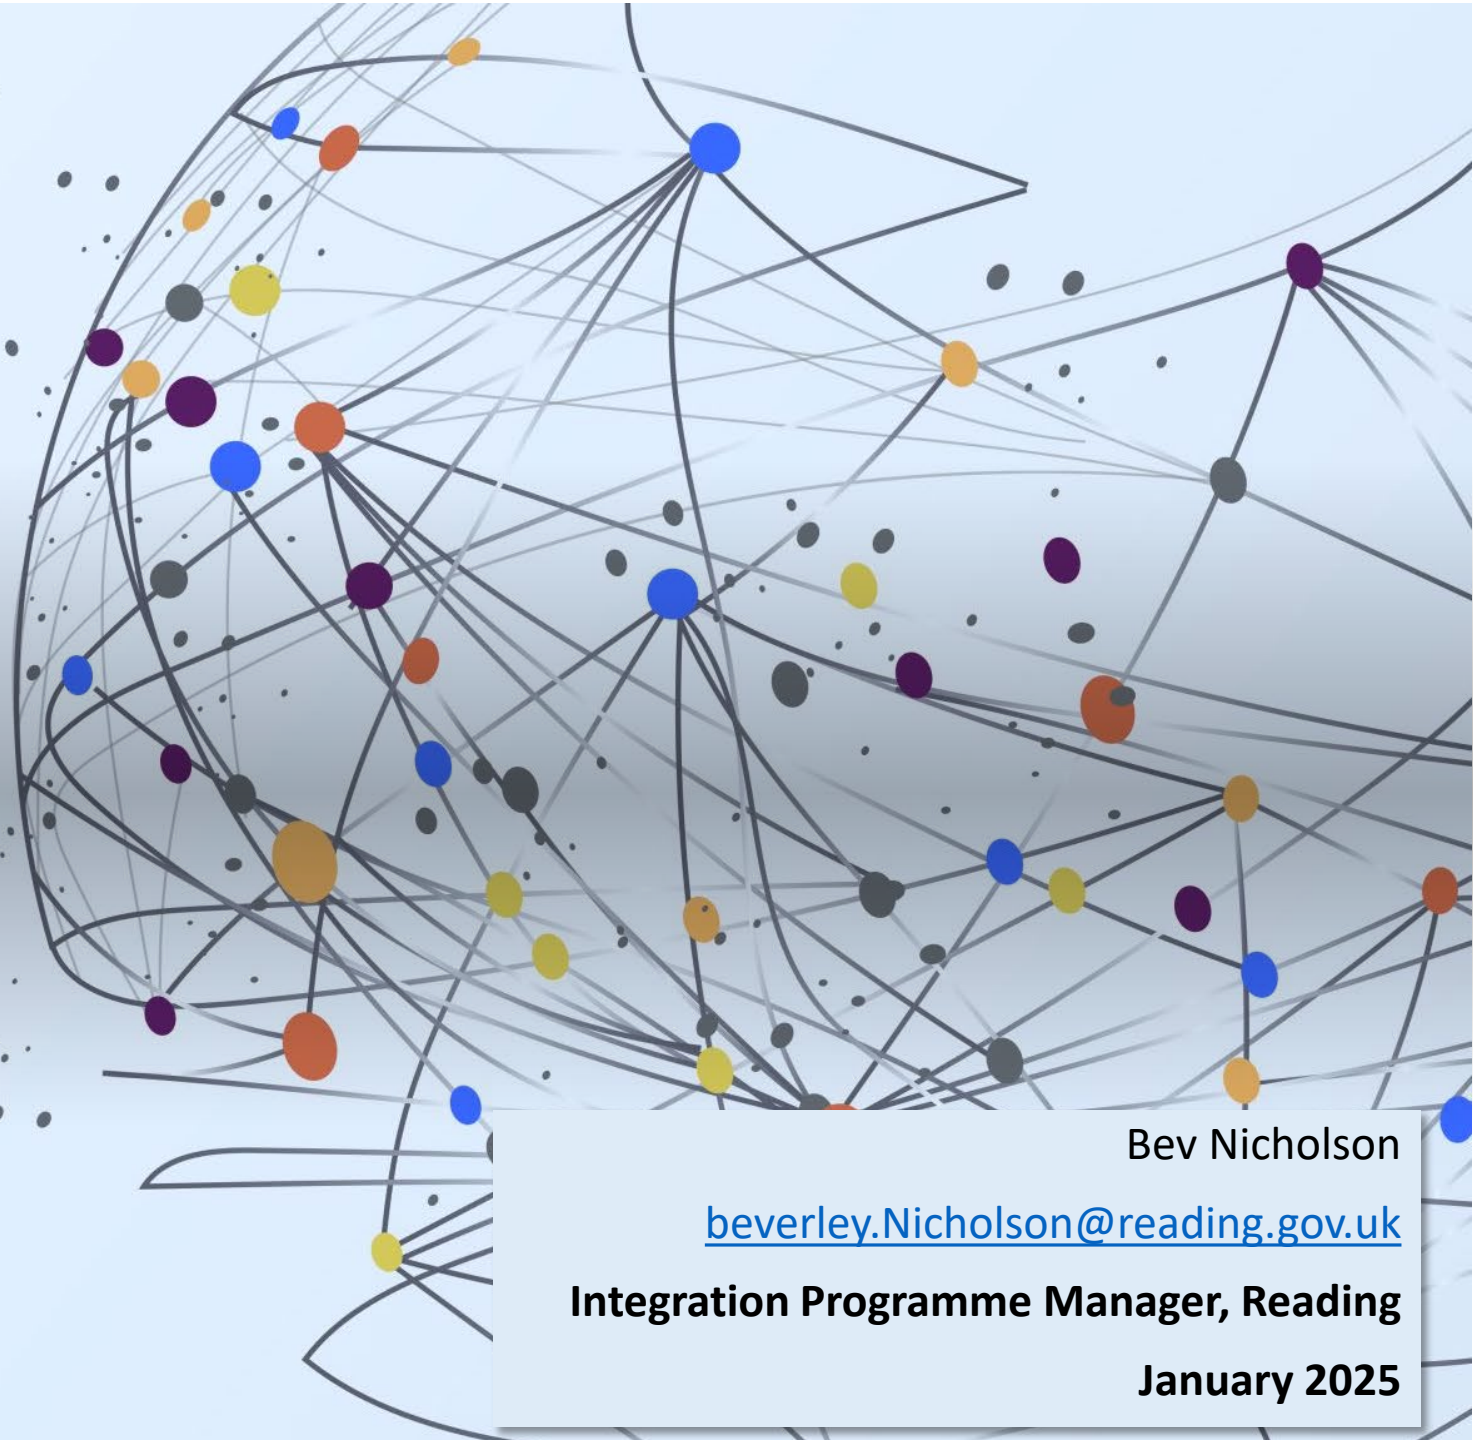 Bev Nicholson
beverley.Nicholson@reading.gov.uk
Integration Programme Manager, Reading
January 2025